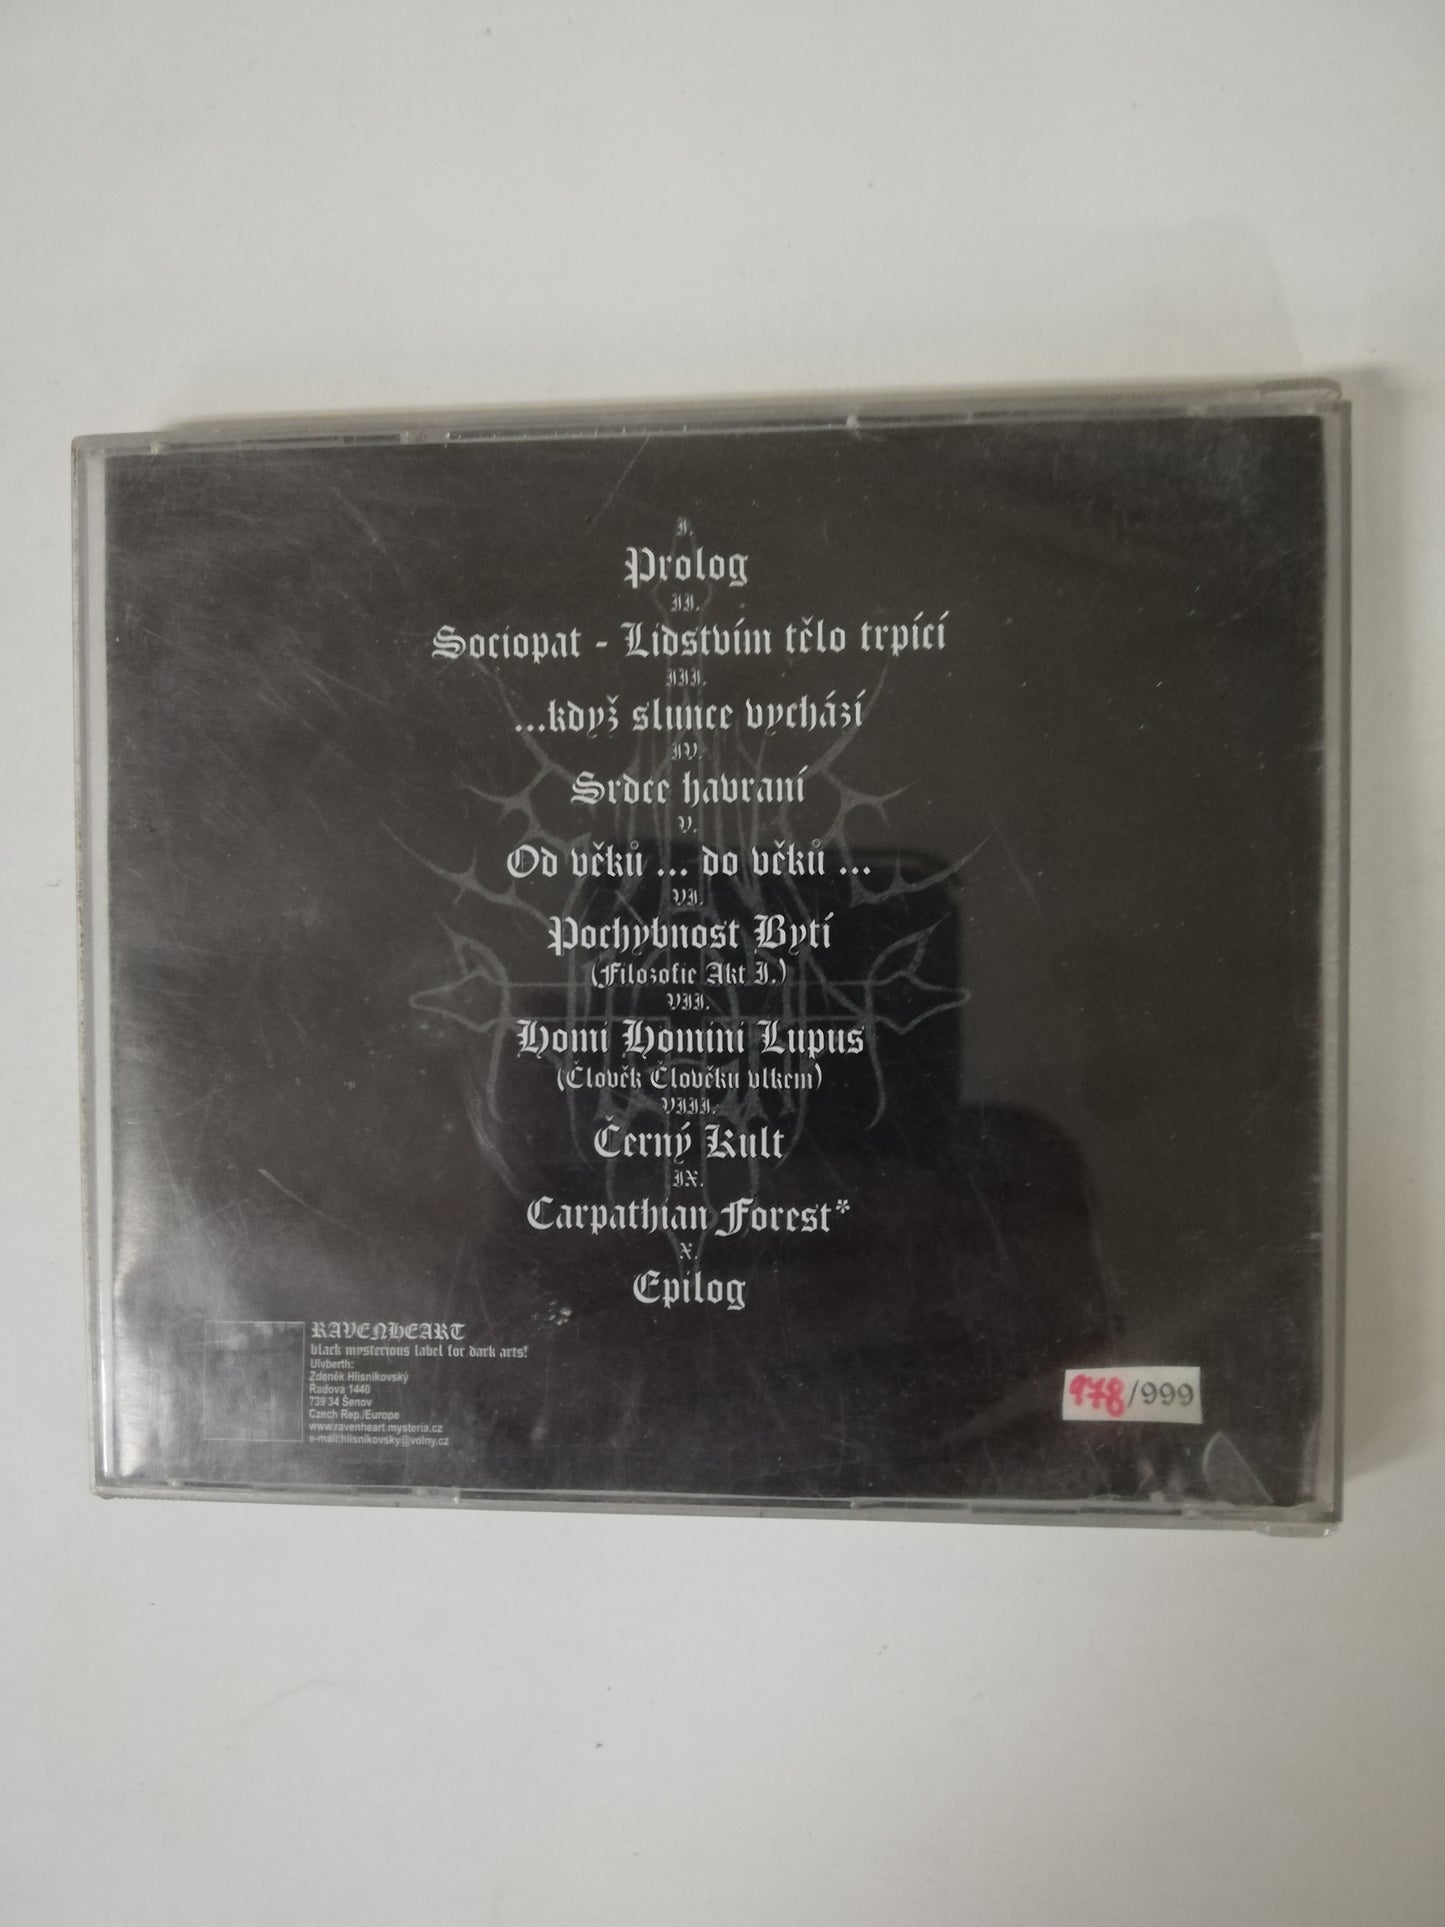 I.
Prolog
II.
Sociopat - Lidstvím tělo trpící
III.
...když slunce vychází
IV.
Srdce havraní
V.
Od věků ... do věků ...
VI.
Pochybnost Bytí
(Filozofie Akt I.)
VII.
Homi Homini Lupus
(Člověk Člověku vlkem)
VIII.
Černý Kult
IX.
Carpathian Forest*
X.
Epilog
RAVENHEART
black mysterious label for dark arts!
Ulvberth:
Zdeněk Hlisnikovský
Řadová 1440
739 34 Šenov
Czech Rep./Europe
www.ravenheart.mysteria.cz
e-mail:hlisnikovsky@volny.cz
978/999